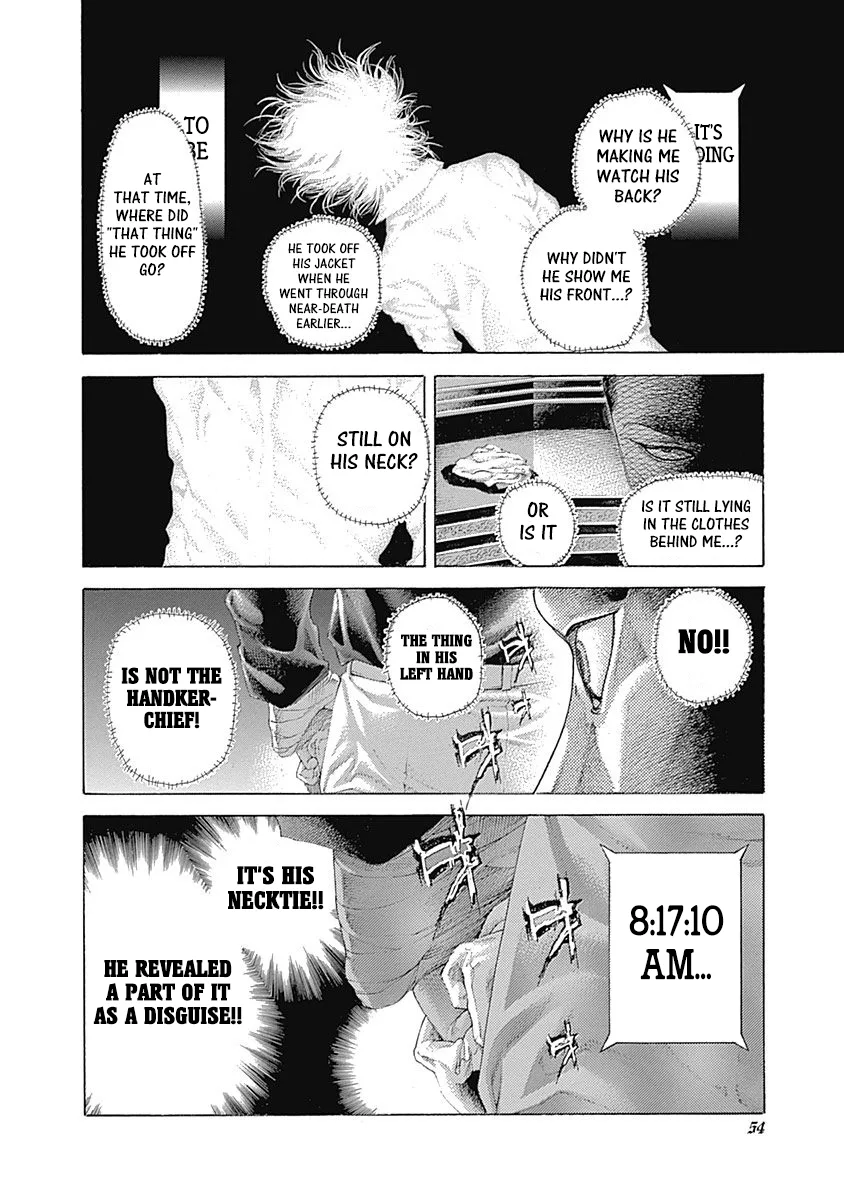 IT'S
WHY IS HE
MAKING ME
WATCH HIS
BACK?
WHY DIDN'T
HE SHOW ME
HIS FRONT...?
HE TOOK OFF
HIS JACKET
WHEN HE
WENT THROUGH
NEAR-DEATH
EARLIER...
TO
AT
THAT TIME,
WHERE DID
"THAT THING"
HE TOOK OFF
GO?
IS IT STILL LYING
IN THE CLOTHES
BEHIND ME...?
OR
IS IT
STILL ON
HIS NECK?
NO!!
THE THING
IN HIS
LEFT HAND
IS NOT THE
HANDKER-
CHIEF!
8:17:10
AM...
IT'S HIS
NECKTIE!!
HE REVEALED
A PART OF IT
AS A DISGUISE!!
54